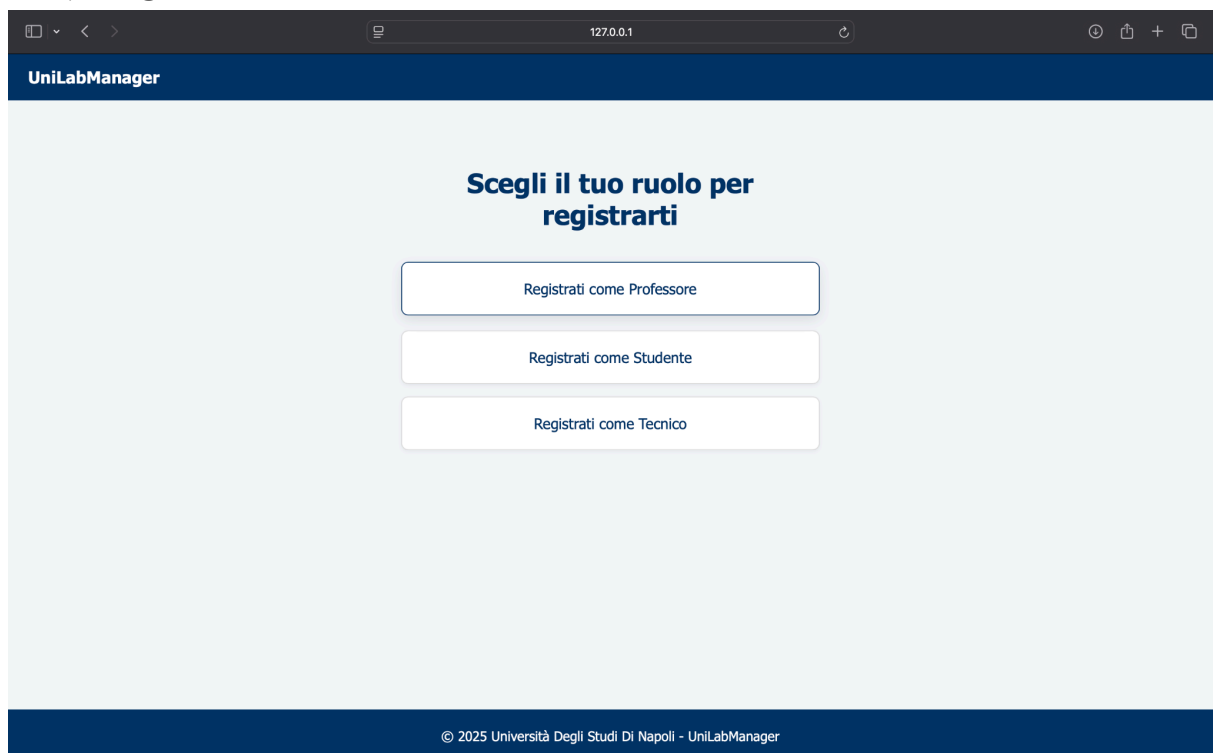 127.0.0.1
UniLabManager
Scegli il tuo ruolo per
registrarti
Registrati come Professore
Registrati come Studente
Registrati come Tecnico
© 2025 Università Degli Studi Di Napoli - UniLabManager